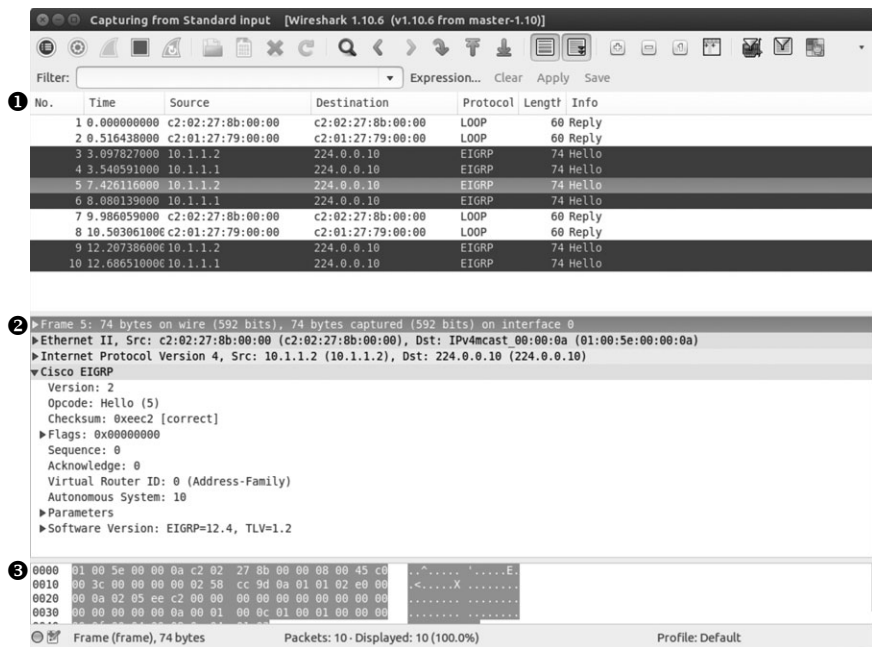 Capturing from Standard input [Wireshark 1.10.6 (v1.10.6 from master-1.10)]
Filter: Expression... Clear Apply Save
❶ No. Time Source Destination Protocol Length Info
1 0.000000000 c2:02:27:8b:00:00 c2:02:27:8b:00:00 LOOP 60 Reply
2 0.516438000 c2:01:27:79:00:00 c2:01:27:79:00:00 LOOP 60 Reply
3 3.097827000 10.1.1.2 224.0.0.10 EIGRP 74 Hello
4 3.540591000 10.1.1.1 224.0.0.10 EIGRP 74 Hello
5 7.426116000 10.1.1.2 224.0.0.10 EIGRP 74 Hello
6 8.080139000 10.1.1.1 224.0.0.10 EIGRP 74 Hello
7 9.986059000 c2:02:27:8b:00:00 c2:02:27:8b:00:00 LOOP 60 Reply
8 10.50306100 c2:01:27:79:00:00 c2:01:27:79:00:00 LOOP 60 Reply
9 12.20738600 10.1.1.2 224.0.0.10 EIGRP 74 Hello
10 12.68651000 10.1.1.1 224.0.0.10 EIGRP 74 Hello
❷ Frame 5: 74 bytes on wire (592 bits), 74 bytes captured (592 bits) on interface 0
Ethernet II, Src: c2:02:27:8b:00:00 (c2:02:27:8b:00:00), Dst: IPv4mcast_00:00:0a (01:00:5e:00:00:0a)
Internet Protocol Version 4, Src: 10.1.1.2 (10.1.1.2), Dst: 224.0.0.10 (224.0.0.10)
Cisco EIGRP
Version: 2
Opcode: Hello (5)
Checksum: 0xeec2 [correct]
Flags: 0x00000000
Sequence: 0
Acknowledge: 0
Virtual Router ID: 0 (Address-Family)
Autonomous System: 10
Parameters
Software Version: EIGRP=12.4, TLV=1.2
❸ 0000 01 00 5e 00 00 0a c2 02 27 8b 00 00 08 00 45 c0 ..^..... '.....E.
0010 00 3c 00 00 00 00 02 58 cc 9d 0a 01 01 02 e0 00 .<.....X ........
0020 00 0a 02 05 ee c2 00 00 00 00 00 00 00 00 00 00 ........ ........
0030 00 00 00 00 00 0a 00 01 00 0c 01 00 01 00 00 00 ........ ........
Frame (frame), 74 bytes Packets: 10 · Displayed: 10 (100.0%) Profile: Default